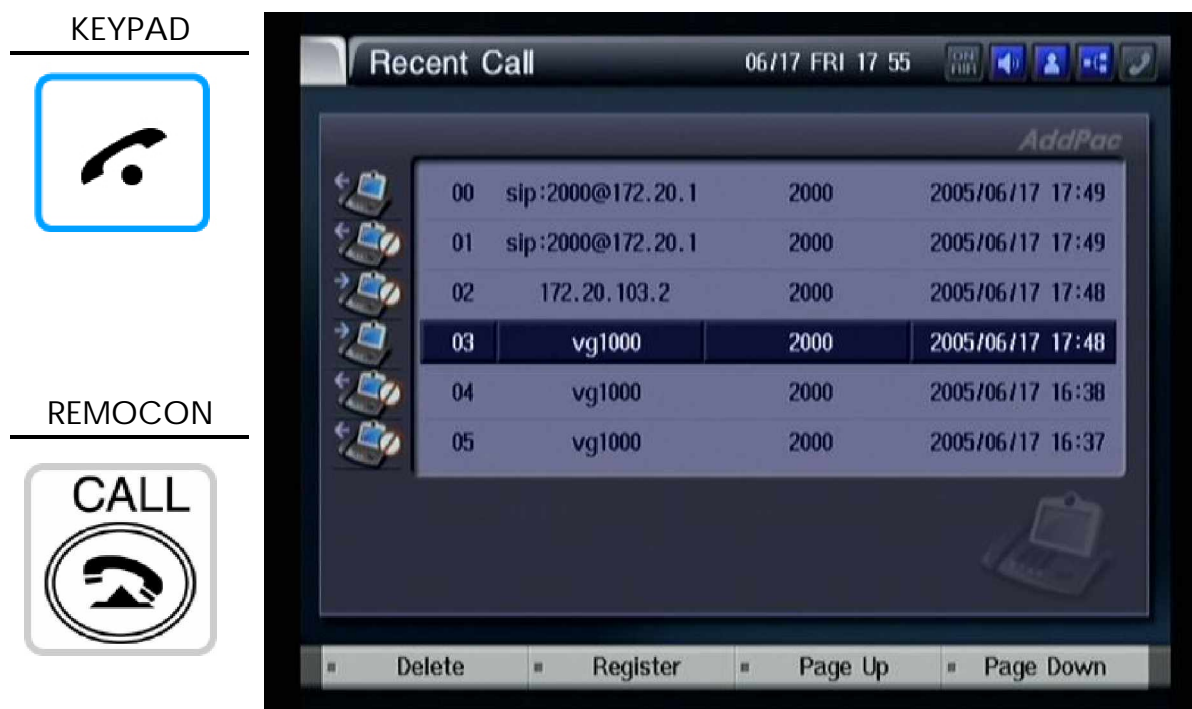 KEYPAD
REMOCON
CALL
Recent Call 06/17 FRI 17 55 ON AIR
AddPac
00 sip:2000@172.20.1 2000 2005/06/17 17:49
01 sip:2000@172.20.1 2000 2005/06/17 17:49
02 172.20.103.2 2000 2005/06/17 17:48
03 vg1000 2000 2005/06/17 17:48
04 vg1000 2000 2005/06/17 16:38
05 vg1000 2000 2005/06/17 16:37
Delete Register Page Up Page Down